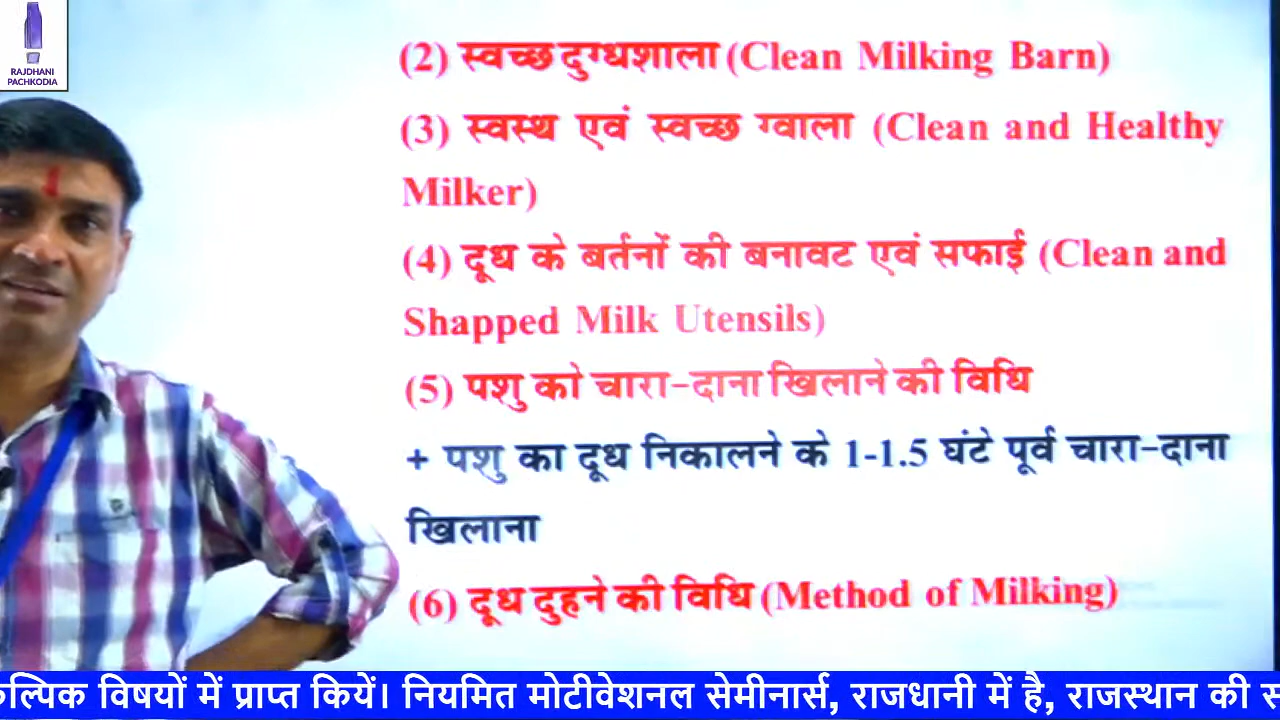 RAJDHANI
PACHKODIA
(2) स्वच्छ दुग्धशाला (Clean Milking Barn)
(3) स्वस्थ एवं स्वच्छ ग्वाला (Clean and Healthy
Milker)
(4) दूध के बर्तनों की बनावट एवं सफाई (Clean and
Shapped Milk Utensils)
(5) पशु को चारा-दाना खिलाने की विधि
+ पशु का दूध निकालने के 1-1.5 घंटे पूर्व चारा-दाना
खिलाना
(6) दूध दुहने की विधि (Method of Milking)
विषयों में प्राप्त कियें। नियमित मोटीवेशनल सेमीनार्स, राजधानी में है, राजस्थान की